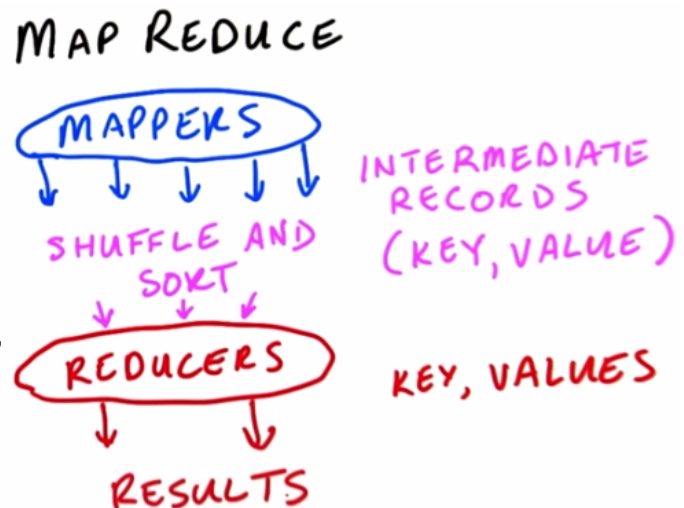 MAP REDUCE
MAPPERS
INTERMEDIATE
RECORDS
(KEY, VALUE)
SHUFFLE AND
SORT
REDUCERS
KEY, VALUES
RESULTS